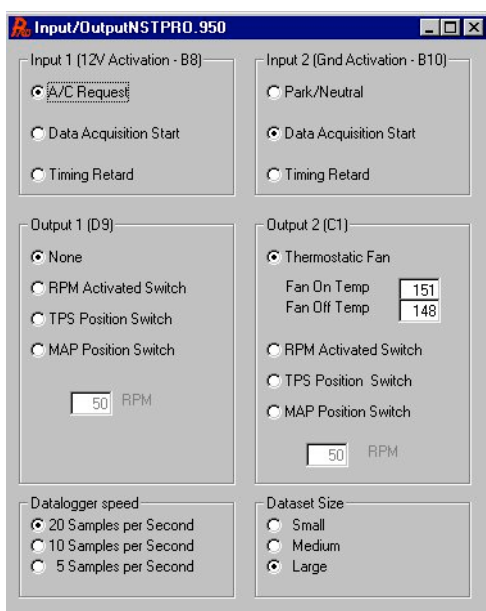 Input/OutputNSTPRO.950
Input 1 (12V Activation - B8)
A/C Request
Data Acquisition Start
Timing Retard
Input 2 (Gnd Activation - B10)
Park/Neutral
Data Acquisition Start
Timing Retard
Output 1 (D9)
None
RPM Activated Switch
TPS Position Switch
MAP Position Switch
50 RPM
Output 2 (C1)
Thermostatic Fan
Fan On Temp 151
Fan Off Temp 148
RPM Activated Switch
TPS Position Switch
MAP Position Switch
50 RPM
Datalogger speed
20 Samples per Second
10 Samples per Second
5 Samples per Second
Dataset Size
Small
Medium
Large